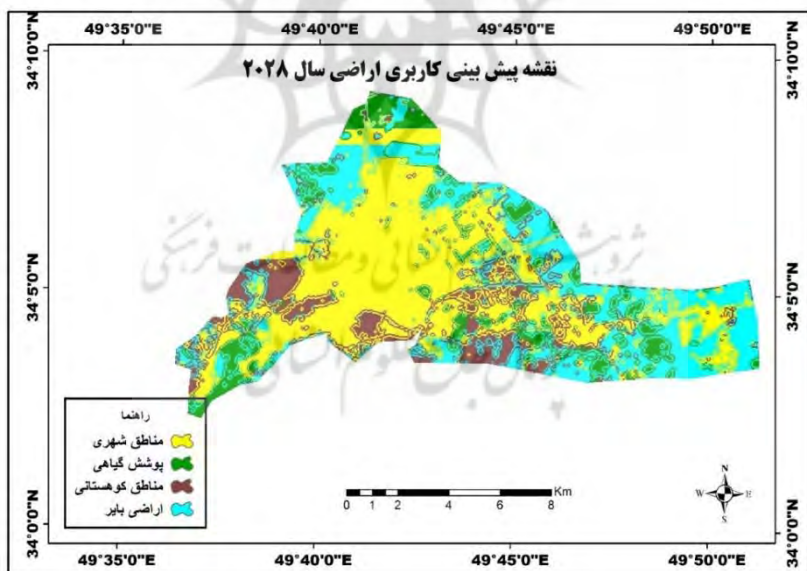 49°35'0"E 49°40'0"E 49°45'0"E 49°50'0"E
34°10'0"N 34°10'0"N
نقشه پیش بینی کاربری اراضی سال ۲۰۲۸
34°5'0"N 34°5'0"N
راهنما
مناطق شهری
پوشش گیاهی
مناطق کوهستانی
اراضی بایر
0 1 2 4 6 8 Km
N
W E
S
34°0'0"N 34°0'0"N
49°35'0"E 49°40'0"E 49°45'0"E 49°50'0"E